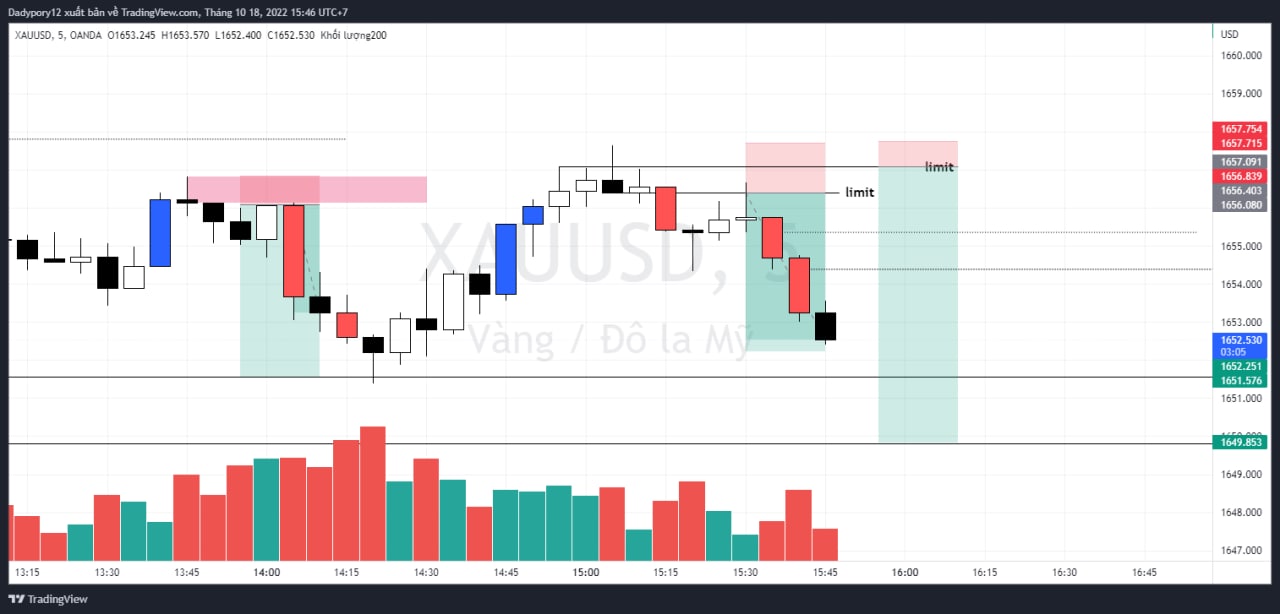 Dadypory12 xuất bản về TradingView.com, Tháng 10 18, 2022 15:46 UTC+7
XAUUSD, 5, OANDA O1653.245 H1653.570 L1652.400 C1652.530 Khối lượng200
USD
1660.000
1659.000
1657.754
1657.715
1657.091
1656.839
1656.403
1656.080
limit
limit
1655.000
1654.000
1653.000
1652.530
03:05
1652.251
1651.576
1651.000
1649.853
1649.000
1648.000
1647.000
XAUUSD, 5
Vàng / Đô la Mỹ
13:15 13:30 13:45 14:00 14:15 14:30 14:45 15:00 15:15 15:30 15:45 16:00 16:15 16:30 16:45
TradingView